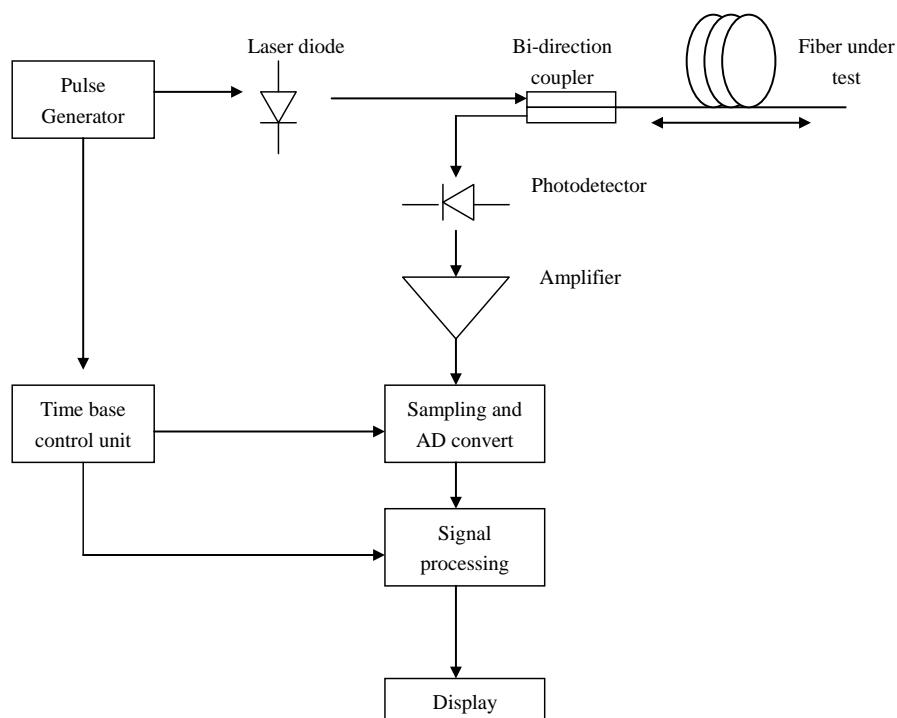 Laser diode
Bi-direction
coupler
Fiber under
test
Pulse
Generator
Photodetector
Amplifier
Time base
control unit
Sampling and
AD convert
Signal
processing
Display